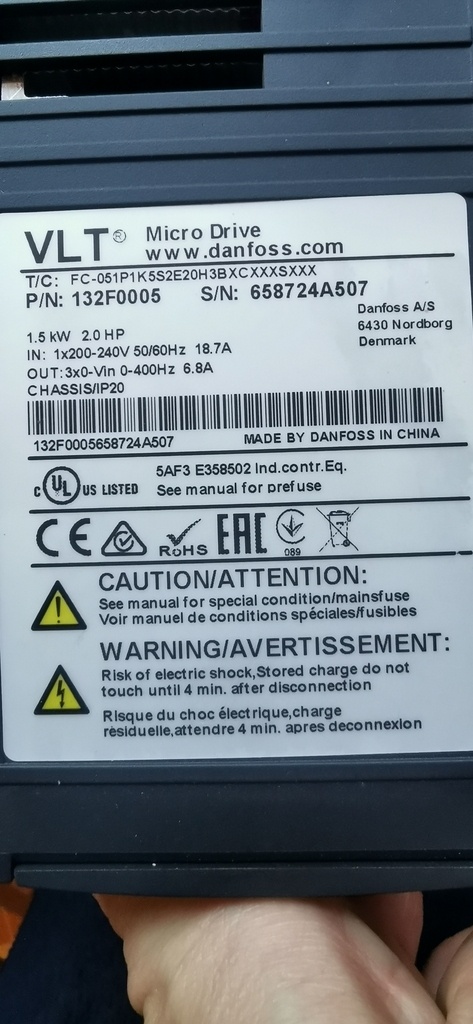 VLT® Micro Drive
www.danfoss.com
T/C: FC-051P1K5S2E20H3BXCXXXSXXX
P/N: 132F0005 S/N: 658724A507
Danfoss A/S
6430 Nordborg
Denmark
1.5 kW 2.0 HP
IN: 1x200-240V 50/60Hz 18.7A
OUT:3x0-Vin 0-400Hz 6.8A
CHASSIS/IP20
132F0005658724A507 MADE BY DANFOSS IN CHINA
c UL US LISTED 5AF3 E358502 Ind.contr.Eq.
See manual for prefuse
CE RoHS EAC 089
CAUTION/ATTENTION:
See manual for special condition/mainsfuse
Voir manuel de conditions spéciales/fusibles
WARNING/AVERTISSEMENT:
Risk of electric shock,Stored charge do not
touch until 4 min. after disconnection
Risque du choc électrique,charge
résiduelle,attendre 4 min. apres deconnexion